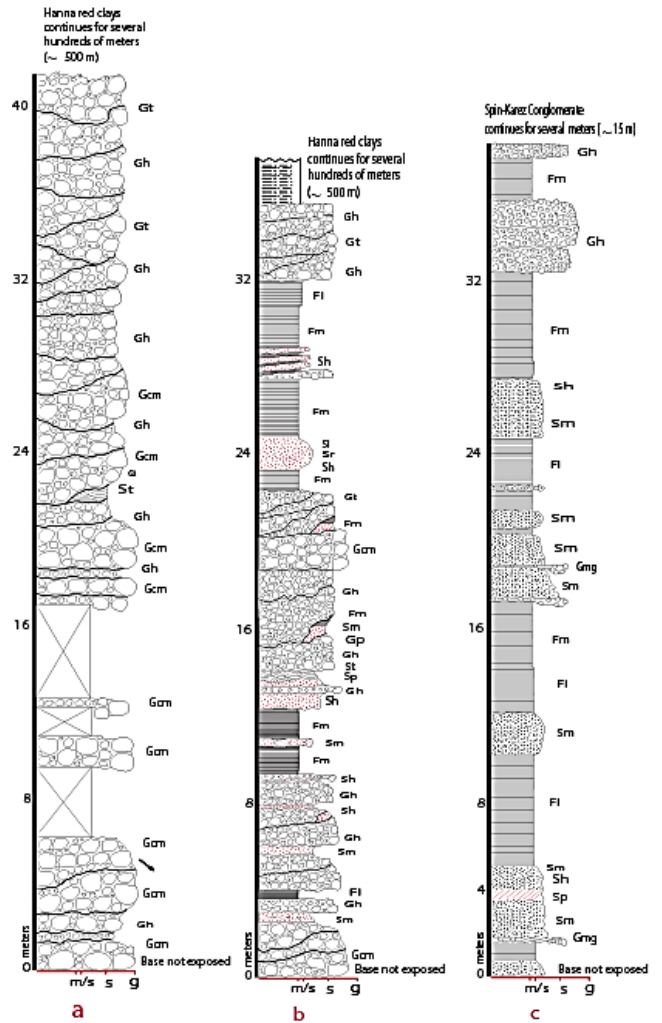 Hanna red clays
continues for several
hundreds of meters
(~ 500 m)
40
Gt
Gh
Gt
32
Gh
Gh
Gcm
Gh
24
Gcm
St
Gh
Gcm
Gh
Gcm
16
Gcm
Gcm
8
Gcm
Gcm
Gh
Gcm
Base not exposed
0
meters
m/s s g
a
Hanna red clays
continues for several
hundreds of meters
(~ 500 m)
Gh
Gt
32
Gh
Fl
Fm
Sh
Fm
24
Sl
Sr
Sh
Fm
Gt
Fm
Gcm
Gh
Fm
16
Sm
Gp
Gh
St
Sp
Gh
Sh
Fm
Sm
Fm
Sh
8
Gh
Sh
Gh
Sm
Fl
Gh
Sm
Gcm
Base not exposed
0
meters
m/s s g
b
Spin-Karez Conglomerate
continues for several meters (~15 m)
Gh
Fm
Gh
32
Fm
Sh
Sm
24
Fl
Sm
Sm
Gmg
Sm
16
Fm
Fl
Sm
8
Fl
Sm
Sh
4
Sp
Sm
Gmg
Base not exposed
0
meters
m/s s g
c